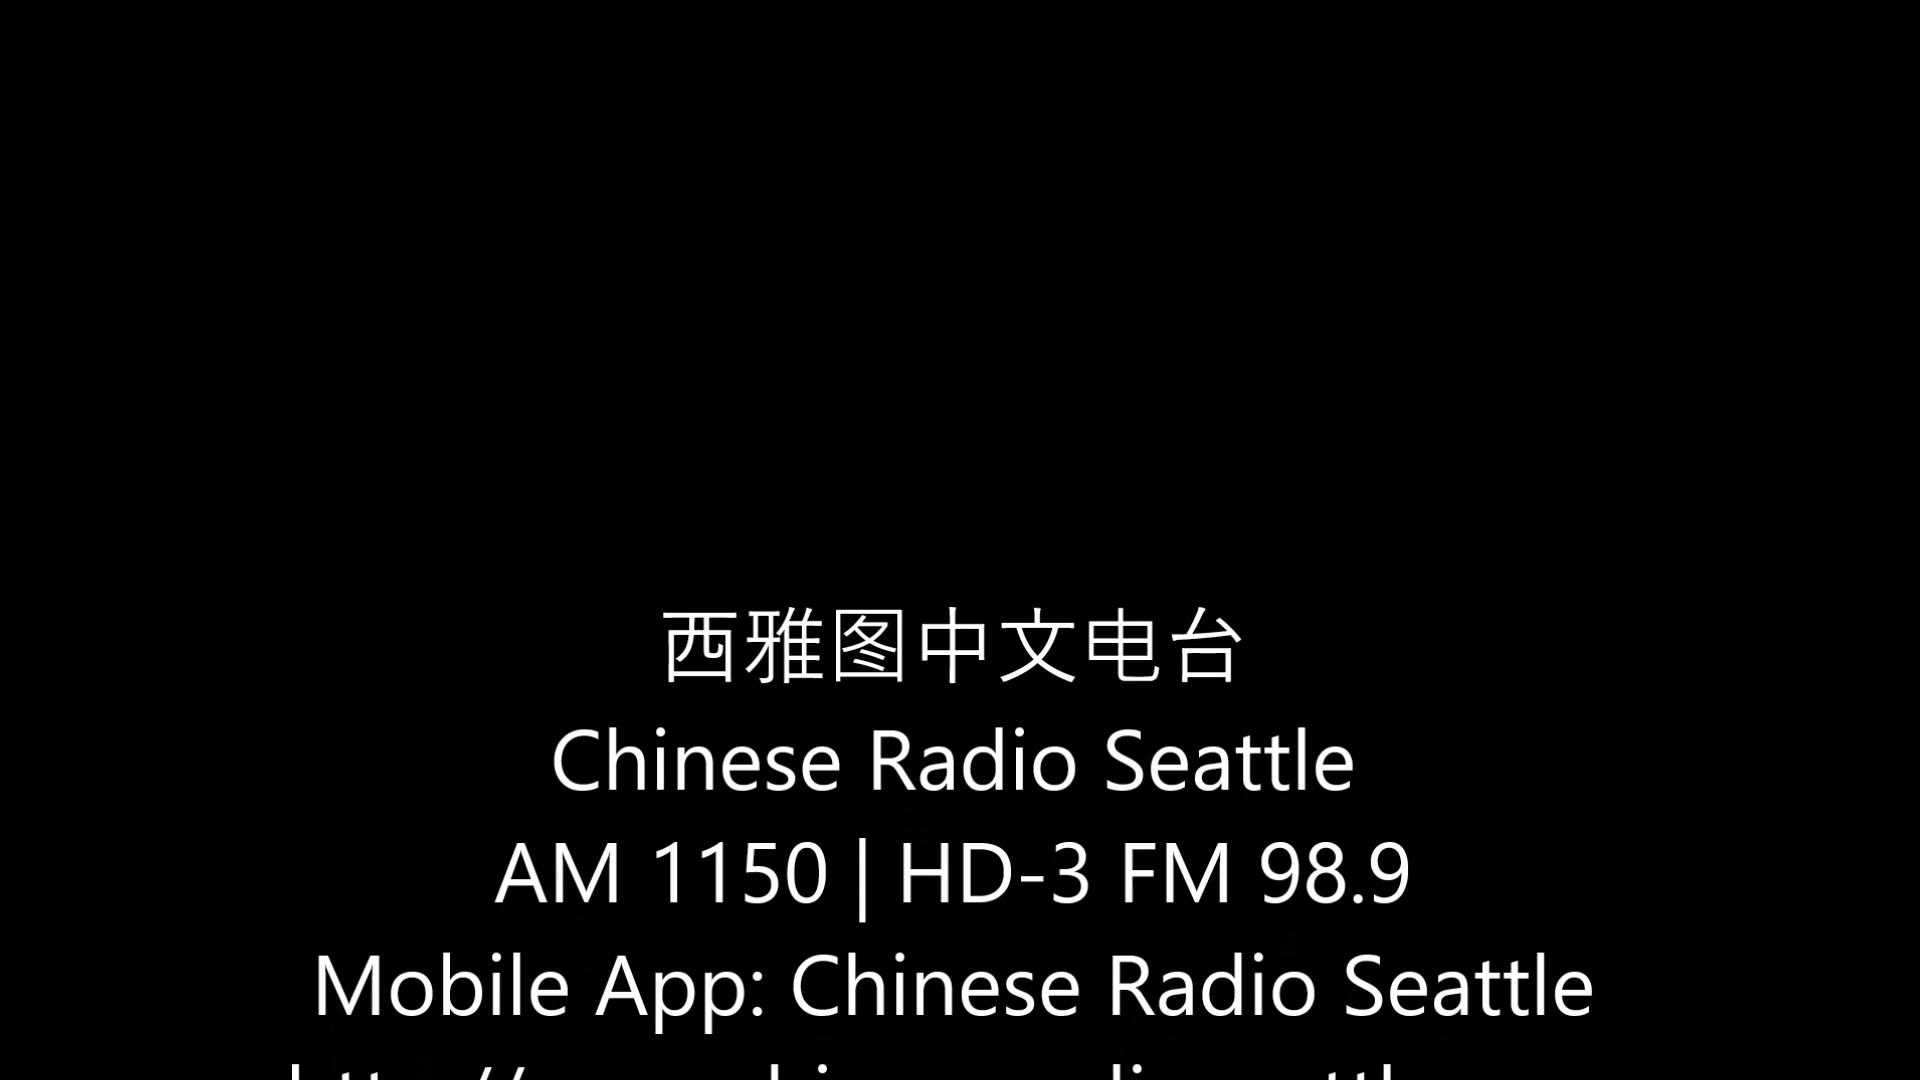 西雅图中文电台
Chinese Radio Seattle
AM 1150 | HD-3 FM 98.9
Mobile App: Chinese Radio Seattle